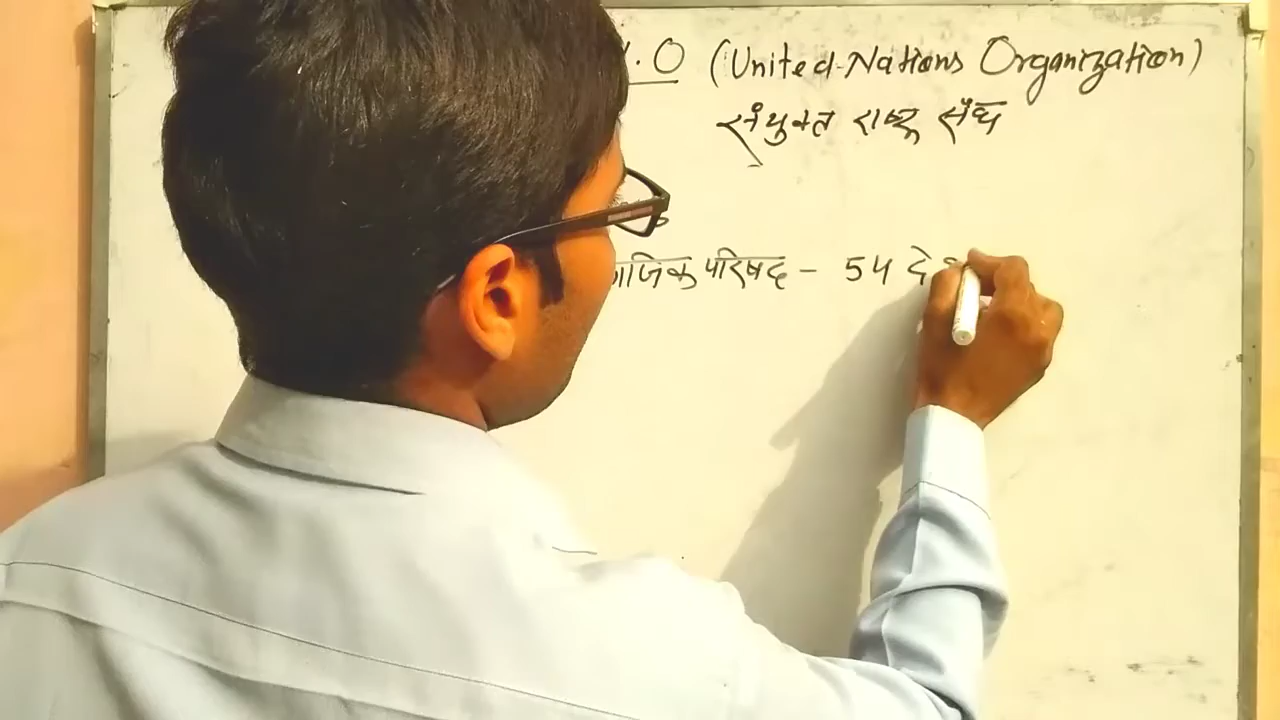 .O (United Nations Organization)
संयुक्त राष्ट्र संघ
परिषद - 54